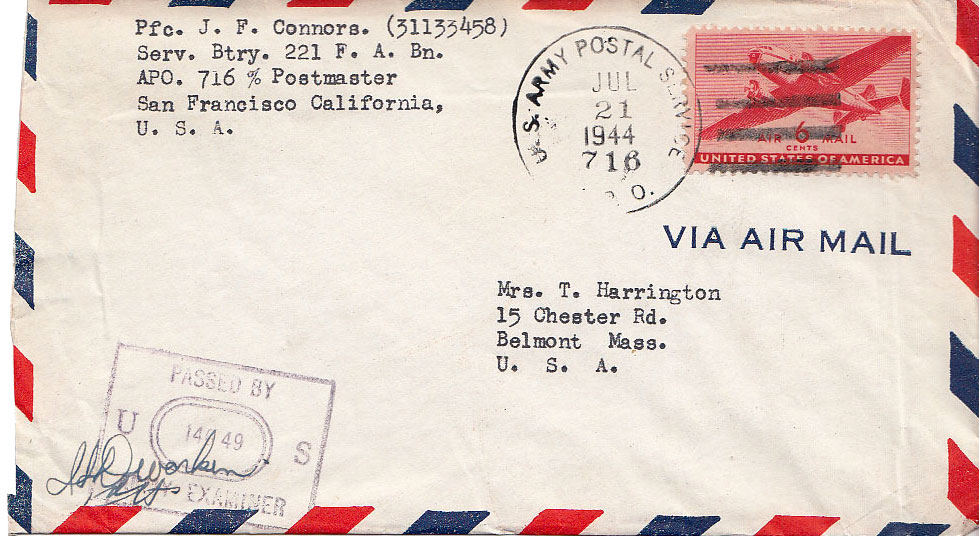 Pfc. J. F. Connors. (31133458)
Serv. Btry. 221 F. A. Bn.
APO. 716 % Postmaster
San Francisco California,
U. S. A.
U. S. ARMY POSTAL SERVICE
JUL
21
1944
716
P. O.
AIR 6 MAIL
CENTS
UNITED STATES OF AMERICA
VIA AIR MAIL
Mrs. T. Harrington
15 Chester Rd.
Belmont Mass.
U. S. A.
PASSED BY
U S
EXAMINER